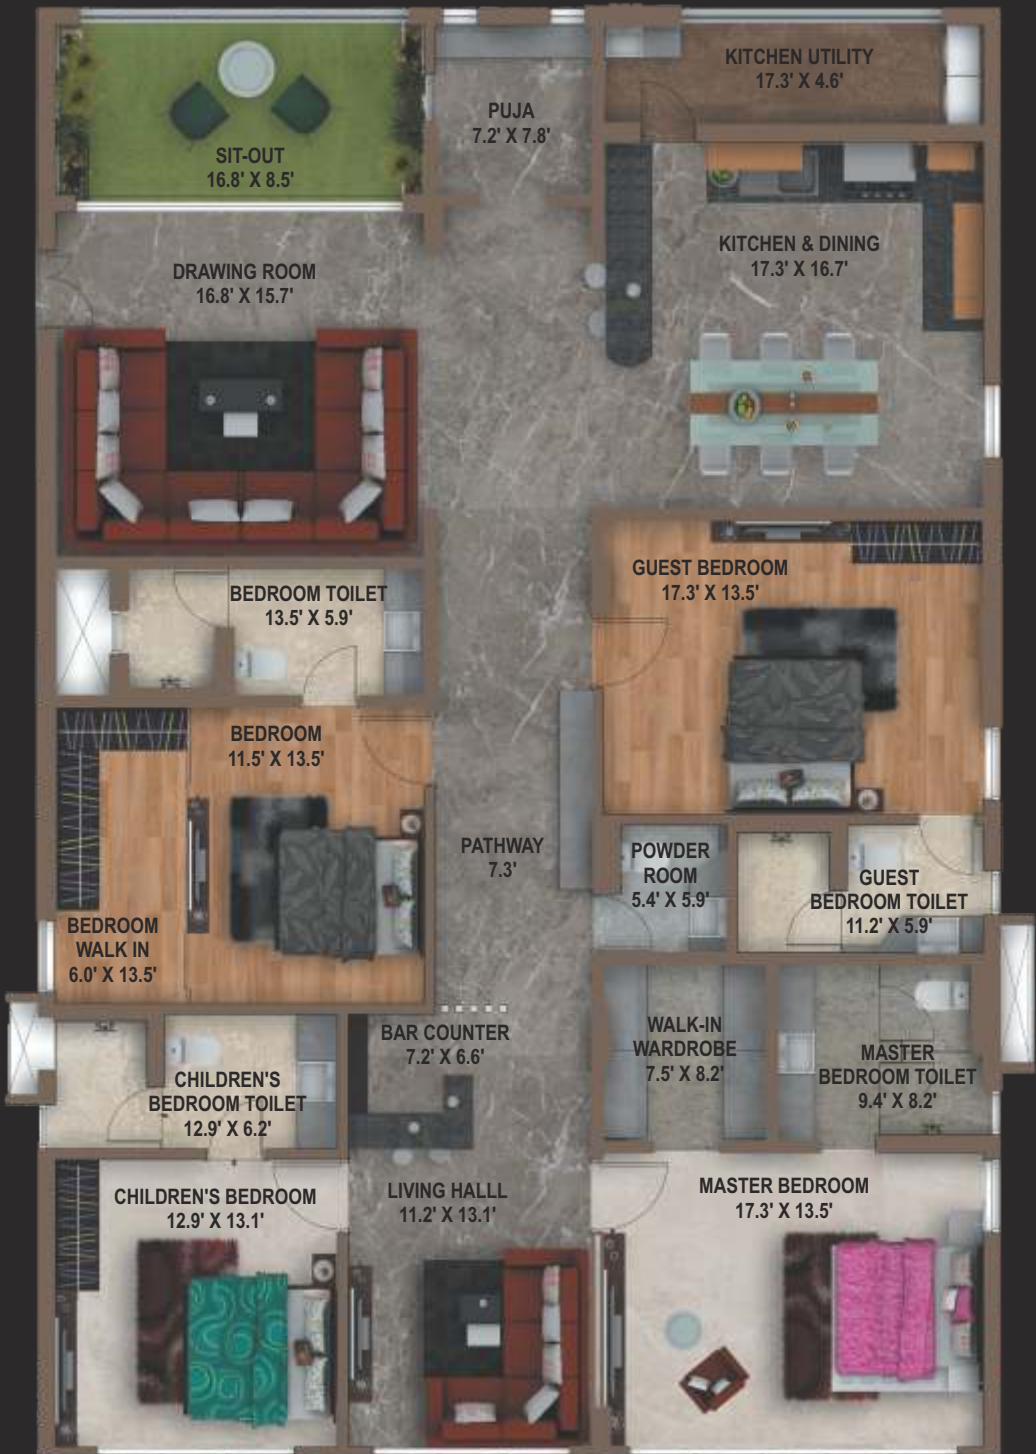 KITCHEN UTILITY
17.3' X 4.6'
PUJA
7.2' X 7.8'
SIT-OUT
16.8' X 8.5'
KITCHEN & DINING
17.3' X 16.7'
DRAWING ROOM
16.8' X 15.7'
GUEST BEDROOM
17.3' X 13.5'
BEDROOM TOILET
13.5' X 5.9'
BEDROOM
11.5' X 13.5'
PATHWAY
7.3'
POWDER
ROOM
5.4' X 5.9'
GUEST
BEDROOM TOILET
11.2' X 5.9'
BEDROOM
WALK IN
6.0' X 13.5'
BAR COUNTER
7.2' X 6.6'
WALK-IN
WARDROBE
7.5' X 8.2'
MASTER
BEDROOM TOILET
9.4' X 8.2'
CHILDREN'S
BEDROOM TOILET
12.9' X 6.2'
CHILDREN'S BEDROOM
12.9' X 13.1'
LIVING HALLL
11.2' X 13.1'
MASTER BEDROOM
17.3' X 13.5'